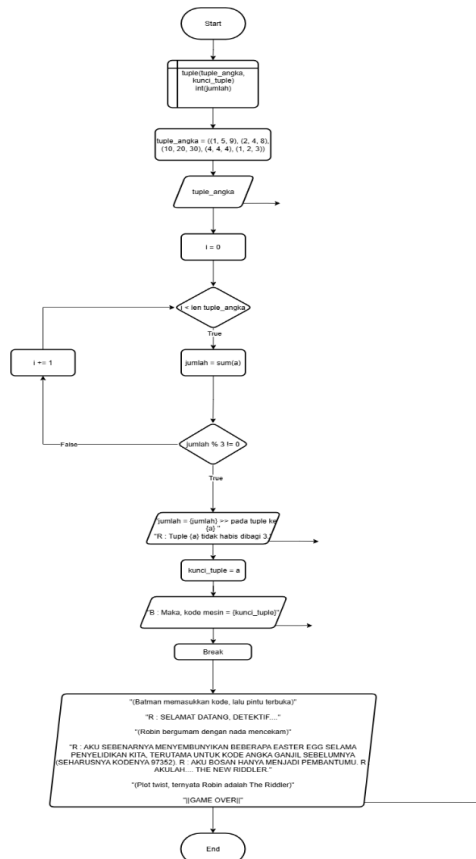 Start
tuple(tuple_angka,
kunci_tuple)
int(jumlah)
tuple_angka = ((1, 5, 9), (2, 4, 8),
(10, 20, 30), (4, 4, 4), (1, 2, 3))
tuple_angka
i = 0
i < len tuple_angka
True
i += 1
jumlah = sum(a)
jumlah % 3 != 0
False
True
"jumlah = {jumlah} >> pada tuple ke
{a} "
"R : Tuple {a} tidak habis dibagi 3."
kunci_tuple = a
"B : Maka, kode mesin = {kunci_tuple}"
Break
"(Batman memasukkan kode, lalu pintu terbuka)
"R : SELAMAT DATANG, DETEKTIF...."
"(Robin bergumam dengan nada mencekam)
"R : AKU SEBENARNYA MENYEMBUNYIKAN BEBERAPA EASTER EGG SELAMA
PENYELIDIKAN KITA, TERUTAMA UNTUK KODE ANGKA GANJIL SEBELUMNYA
(SEHARUSNYA KODENYA 97352). R : AKU BOSAN HANYA MENJADI PEMBANTUMU. R :
AKULAH.... THE NEW RIDDLER."
"(Plot twist, ternyata Robin adalah The Riddler)"
"||GAME OVER||"
End